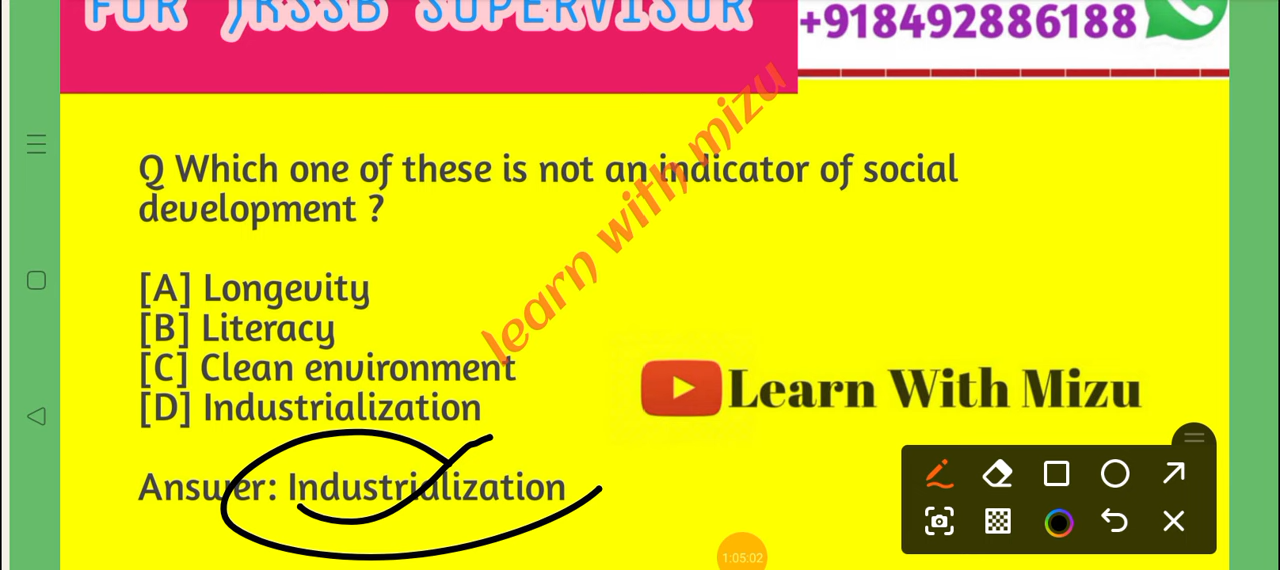 FOR JKSSB SUPERVISOR
+918492886188
Q Which one of these is not an indicator of social
development ?
[A] Longevity
[B] Literacy
[C] Clean environment
[D] Industrialization
learn with mizu
Learn With Mizu
Answer: Industrialization
1:05:02